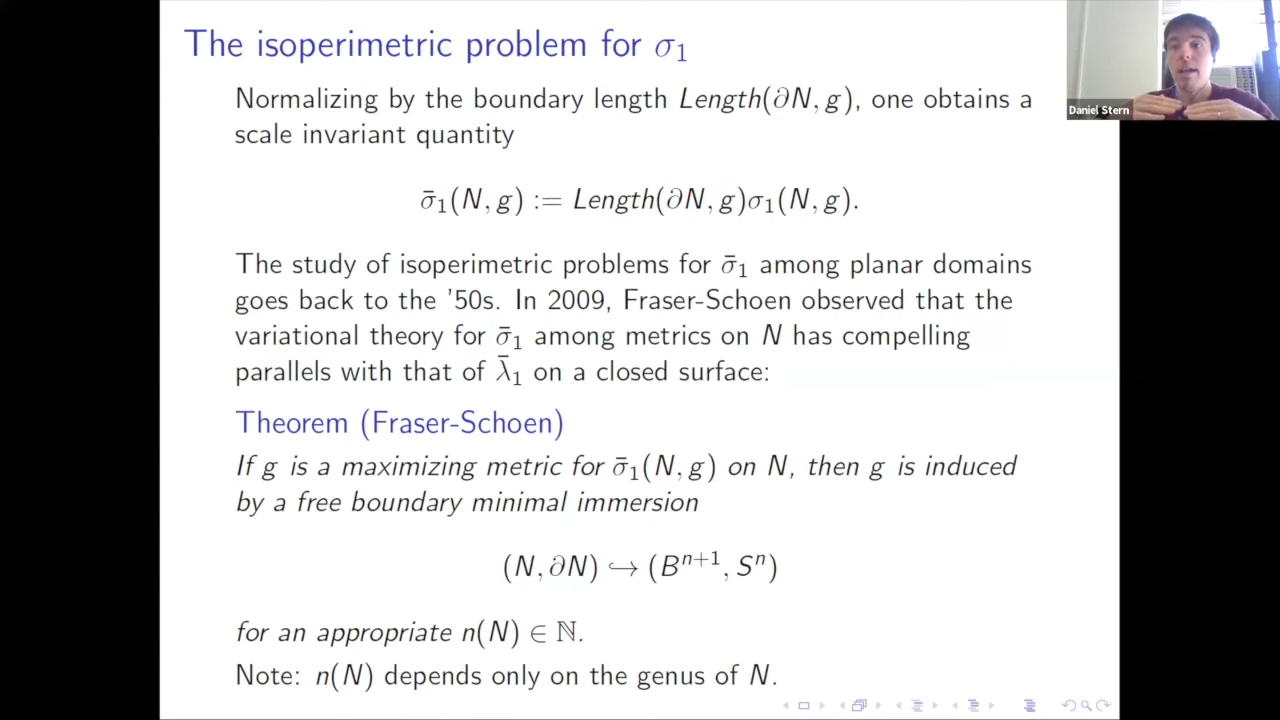 The isoperimetric problem for σ₁
Daniel Stern
Normalizing by the boundary length Length(∂N, g), one obtains a
scale invariant quantity
σ̄₁(N, g) := Length(∂N, g)σ₁(N, g).
The study of isoperimetric problems for σ̄₁ among planar domains
goes back to the '50s. In 2009, Fraser-Schoen observed that the
variational theory for σ̄₁ among metrics on N has compelling
parallels with that of λ̄₁ on a closed surface:
Theorem (Fraser-Schoen)
If g is a maximizing metric for σ̄₁(N, g) on N, then g is induced
by a free boundary minimal immersion
(N, ∂N) ↪ (Bⁿ⁺¹, Sⁿ)
for an appropriate n(N) ∈ ℕ.
Note: n(N) depends only on the genus of N.